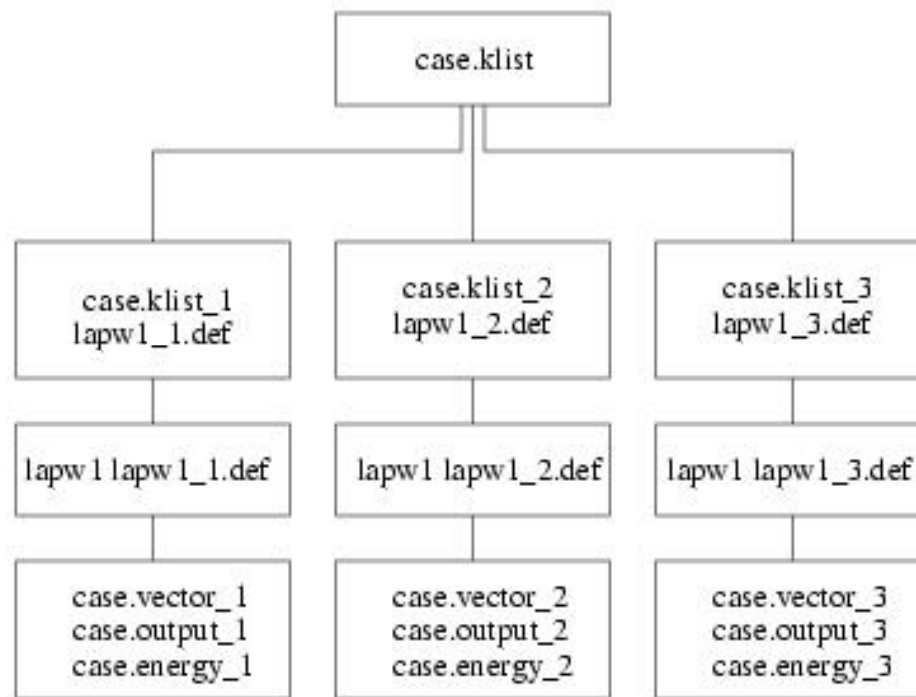 case.klist
case.klist_1
lapw1_1.def
case.klist_2
lapw1_2.def
case.klist_3
lapw1_3.def
lapw1 lapw1_1.def
lapw1 lapw1_2.def
lapw1 lapw1_3.def
case.vector_1
case.output_1
case.energy_1
case.vector_2
case.output_2
case.energy_2
case.vector_3
case.output_3
case.energy_3